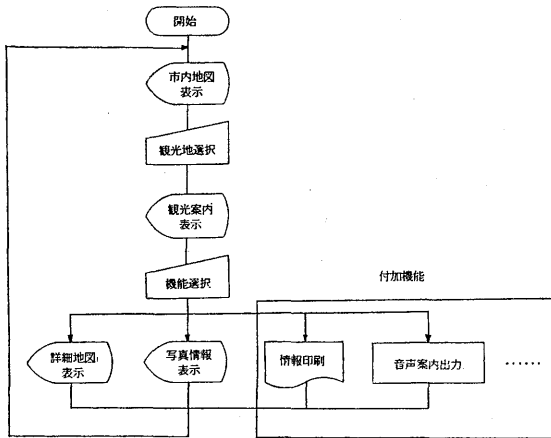 開始
市内地図
表示
観光地選択
観光案内
表示
機能選択
付加機能
詳細地図
表示
写真情報
表示
情報印刷
音声案内出力
……